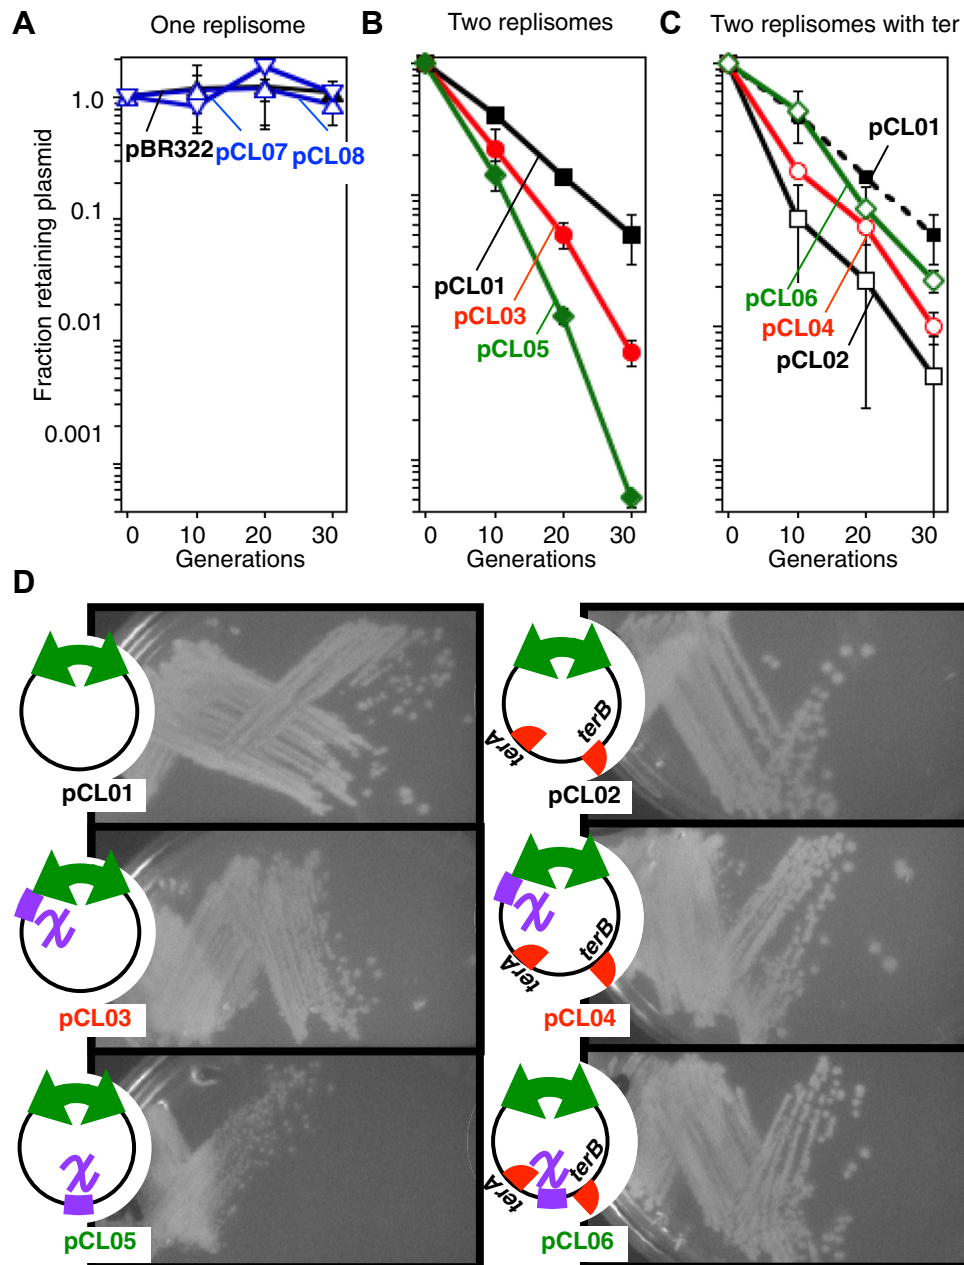 A
One replisome
B
Two replisomes
C
Two replisomes with ter
Fraction retaining plasmid
1.0
0.1
0.01
0.001
pBR322
pCL07
pCL08
0 10 20 30
Generations
pCL01
pCL03
pCL05
0 10 20 30
Generations
pCL01
pCL06
pCL04
pCL02
0 10 20 30
Generations
D
pCL01
terA
terB
pCL02
χ
pCL03
χ
terA
terB
pCL04
χ
pCL05
χ
terA
terB
pCL06